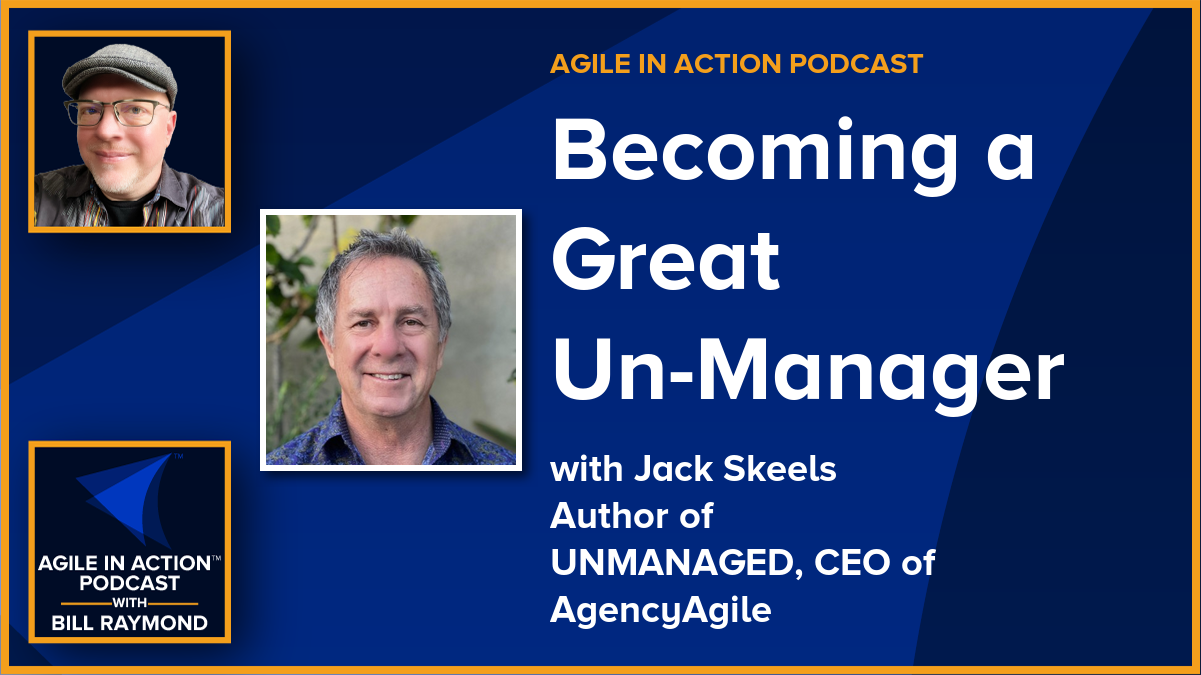 AGILE IN ACTION PODCAST
Becoming a
Great
Un-Manager
with Jack Skeels
Author of
UNMANAGED, CEO of
AgencyAgile
TM
AGILE IN ACTION™
PODCAST
WITH
BILL RAYMOND